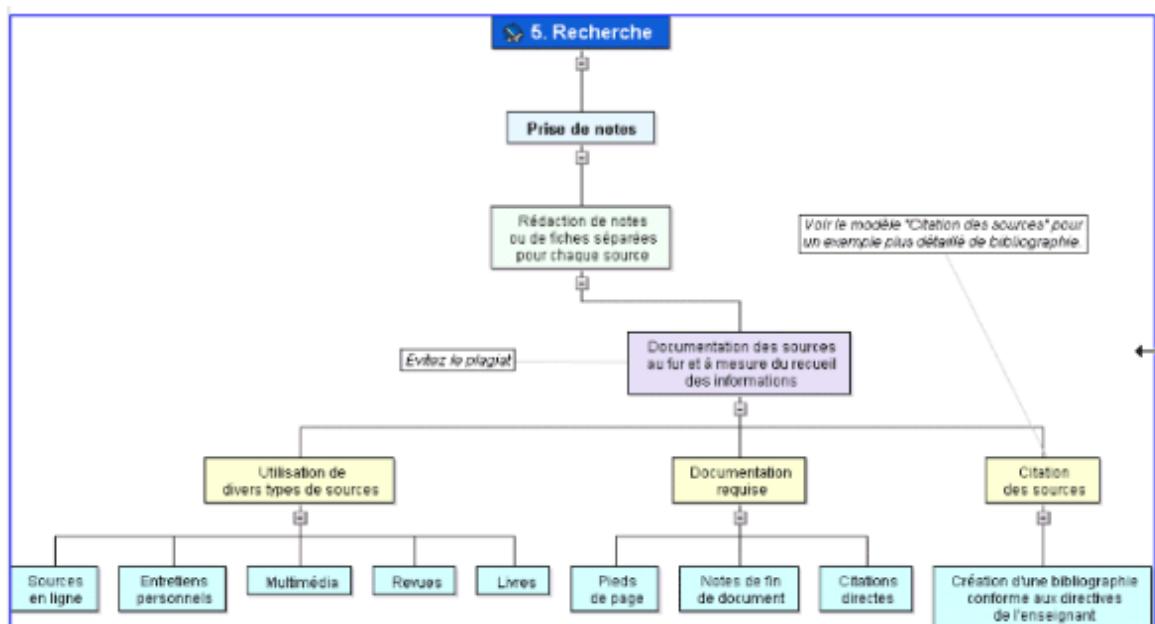 5. Recherche
Prise de notes
Rédaction de notes
ou de fiches séparées
pour chaque source
Voir le modèle "Citation des sources" pour
un exemple plus détaillé de bibliographie.
Documentation des sources
au fur et à mesure du recueil
des informations
Evitez le plagiat
Utilisation de
divers types de sources
Documentation
requise
Citation
des sources
Sources
en ligne
Entretiens
personnels
Multimédia
Revues
Livres
Pieds
de page
Notes de fin
de document
Citations
directes
Création d'une bibliographie
conforme aux directives
de l'enseignant